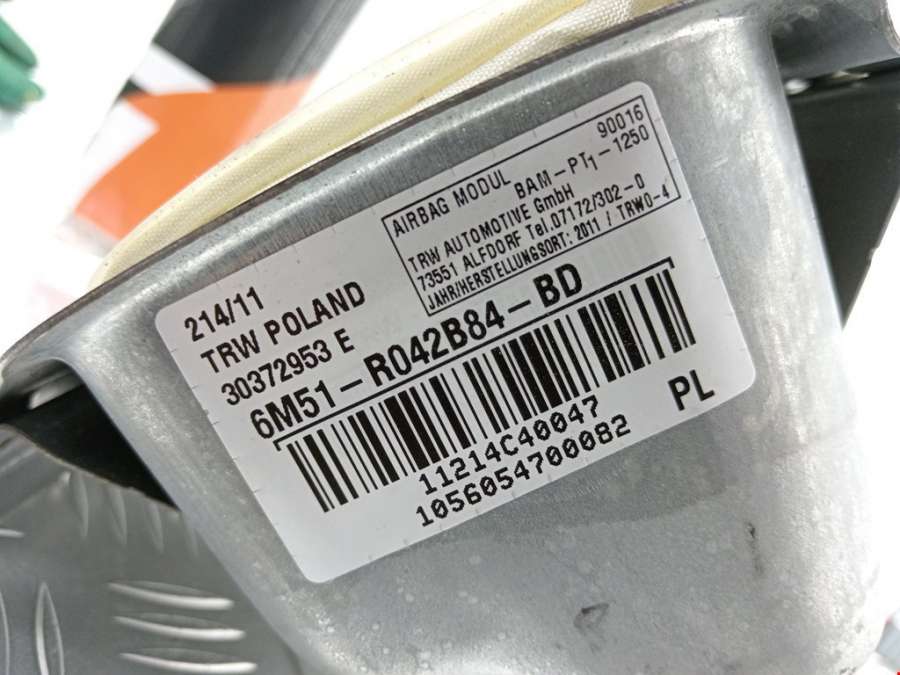 AIRBAG MODUL 90016
BAM-PT1-1250
TRW AUTOMOTIVE GmbH
73551 ALFDORF Tel.07172/302-0
JAHR/HERSTELLUNGSORT: 2011 / TRWO-4
214/11
TRW POLAND
30372953 E
6M51-R042B84-BD
11214C40047
1056054700082
PL